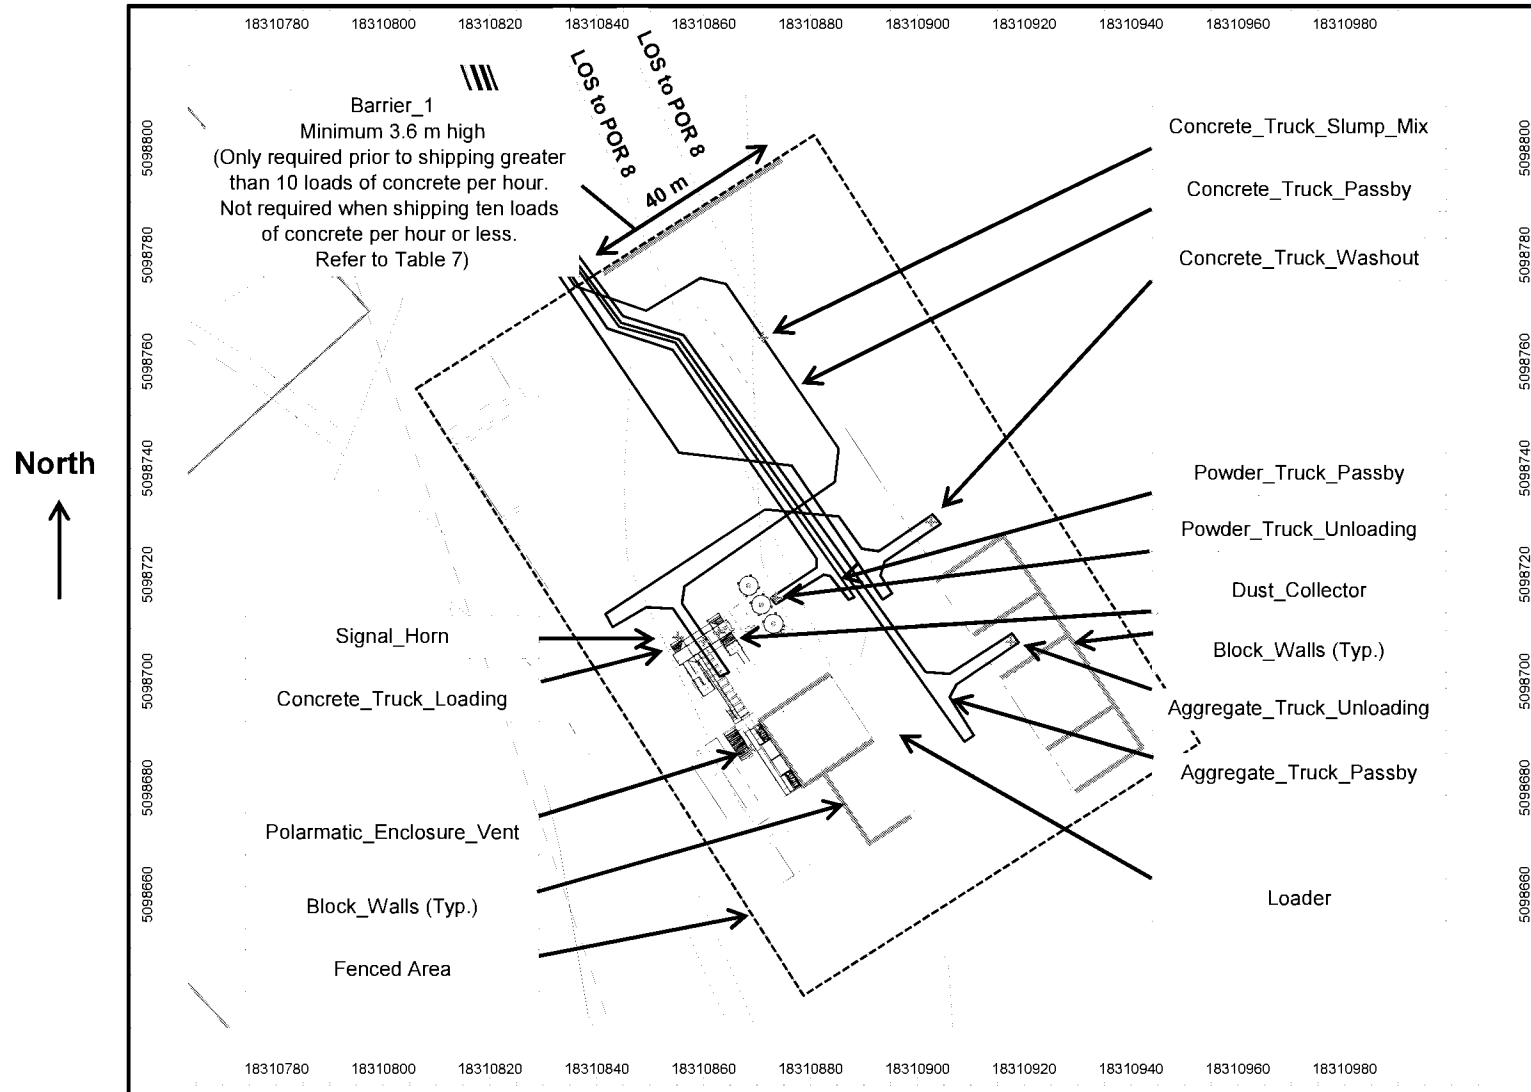 18310780 18310800 18310820 18310840 18310860 18310880 18310900 18310920 18310940 18310960 18310980
LOS to POR 8
LOS to POR 8
Barrier_1
Minimum 3.6 m high
(Only required prior to shipping greater
than 10 loads of concrete per hour.
Not required when shipping ten loads
of concrete per hour or less.
Refer to Table 7)
40 m
Concrete_Truck_Slump_Mix
Concrete_Truck_Passby
Concrete_Truck_Washout
North
Powder_Truck_Passby
Powder_Truck_Unloading
Dust_Collector
Block_Walls (Typ.)
Aggregate_Truck_Unloading
Aggregate_Truck_Passby
Loader
Signal_Horn
Concrete_Truck_Loading
Polarmatic_Enclosure_Vent
Block_Walls (Typ.)
Fenced Area
5098800
5098780
5098760
5098740
5098720
5098700
5098680
5098660
5098800
5098780
5098760
5098740
5098720
5098700
5098680
5098660
18310780 18310800 18310820 18310840 18310860 18310880 18310900 18310920 18310940 18310960 18310980